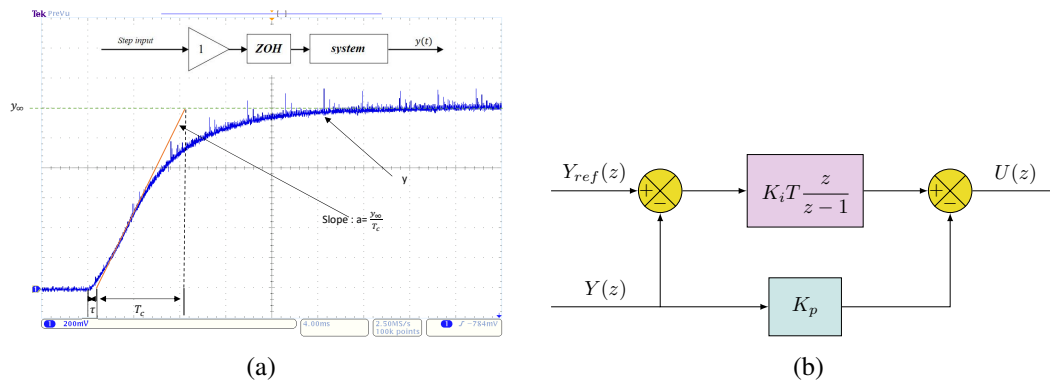 Tek PreVu
[ ]
Step input
1
ZOH
system
y(t)
y∞
y
Slope : a= y∞/Tc
1
τ
Tc
1 200mV
4.00ms
2.50MS/s
100k points
1 ∫ −784mV
(a)
Yref(z)
+
−
KiT z/(z − 1)
+
−
U(z)
Y(z)
Kp
(b)